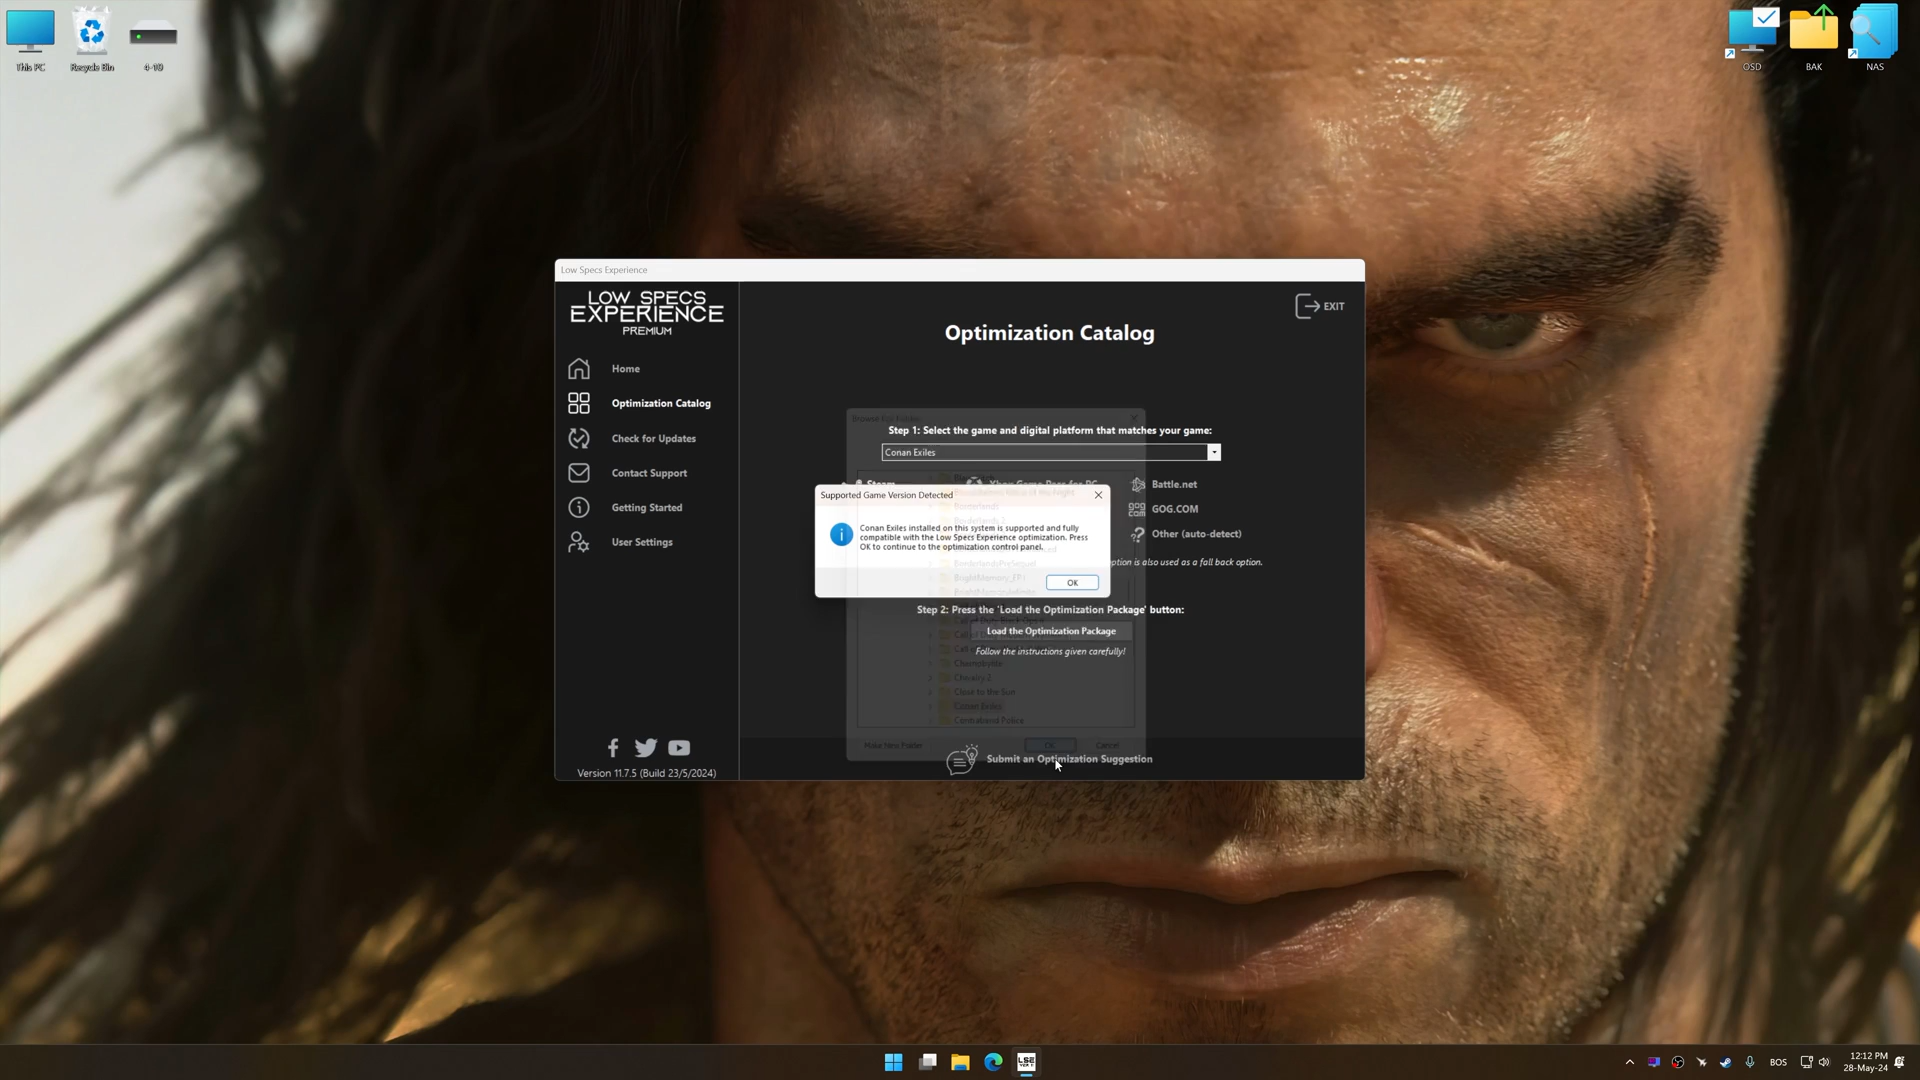 This PC
Recycle Bin
4-10
OSD
BAK
NAS
Low Specs Experience
LOW SPECS
EXPERIENCE
PREMIUM
EXIT
Optimization Catalog
Home
Optimization Catalog
Check for Updates
Contact Support
Getting Started
User Settings
Step 1: Select the game and digital platform that matches your game:
Conan Exiles
Steam
Xbox Game Pass for PC
Battle.net
GOG.COM
Other (auto-detect)
ption is also used as a fall back option.
Supported Game Version Detected
Conan Exiles installed on this system is supported and fully
compatible with the Low Specs Experience optimization. Press
OK to continue to the optimization control panel.
OK
BorderlandsPreSequel
Step 2: Press the 'Load the Optimization Package' button:
Load the Optimization Package
Follow the instructions given carefully!
Chernobylite
Chivalry 2
Close to the Sun
Conan Exiles
Contraband Police
Make New Folder
OK
Cancel
Submit an Optimization Suggestion
Version 11.7.5 (Build 23/5/2024)
LSE
BOS
12:12 PM
28-May-24